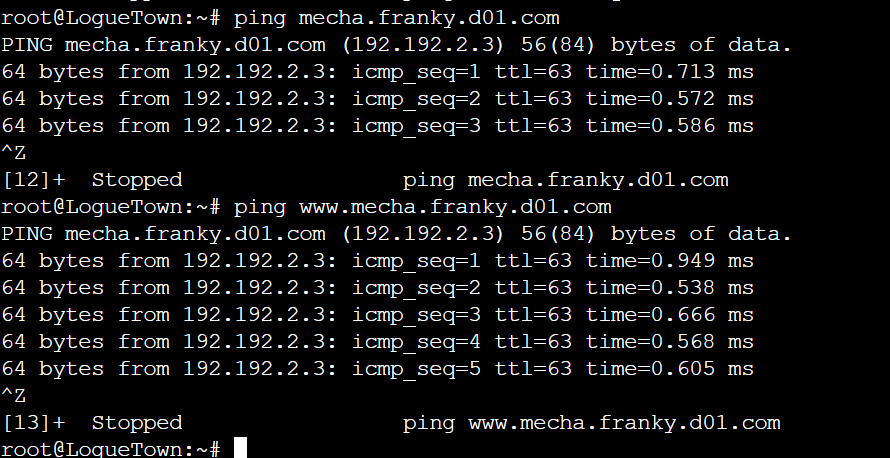 root@LogueTown:~# ping mecha.franky.d01.com
PING mecha.franky.d01.com (192.192.2.3) 56(84) bytes of data.
64 bytes from 192.192.2.3: icmp_seq=1 ttl=63 time=0.713 ms
64 bytes from 192.192.2.3: icmp_seq=2 ttl=63 time=0.572 ms
64 bytes from 192.192.2.3: icmp_seq=3 ttl=63 time=0.586 ms
^Z
[12]+  Stopped                 ping mecha.franky.d01.com
root@LogueTown:~# ping www.mecha.franky.d01.com
PING mecha.franky.d01.com (192.192.2.3) 56(84) bytes of data.
64 bytes from 192.192.2.3: icmp_seq=1 ttl=63 time=0.949 ms
64 bytes from 192.192.2.3: icmp_seq=2 ttl=63 time=0.538 ms
64 bytes from 192.192.2.3: icmp_seq=3 ttl=63 time=0.666 ms
64 bytes from 192.192.2.3: icmp_seq=4 ttl=63 time=0.568 ms
64 bytes from 192.192.2.3: icmp_seq=5 ttl=63 time=0.605 ms
^Z
[13]+  Stopped                 ping www.mecha.franky.d01.com
root@LogueTown:~#